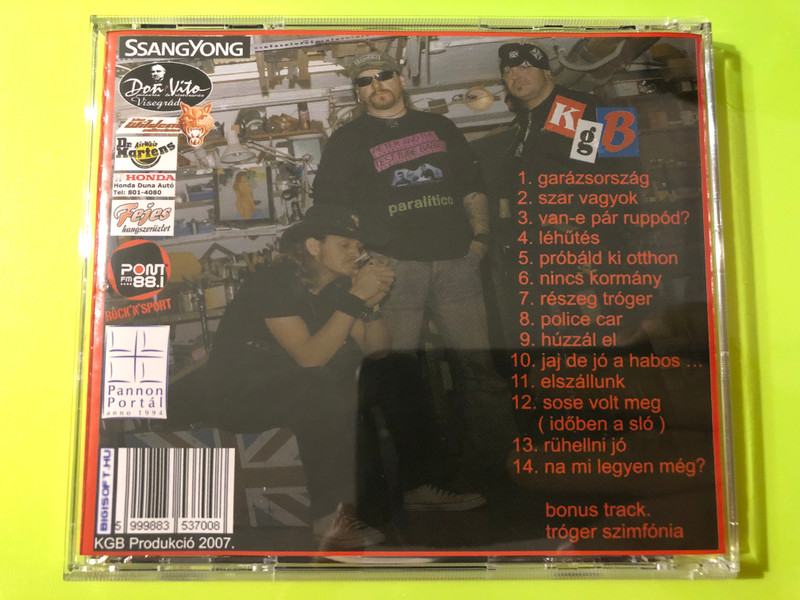 SSANGYONG
Don Vito
Visegrád
Dr. AirWair
Martens
HONDA
Honda Duna Autó
Tel: 801-4080
Fejes
hangszerüzlet
PONT
FM 88.1
ROCK'N'SPORT
Pannon
Portál
anno 1994
BIGISOFT.HU
5 999883 537008
KGB Produkció 2007.
paralítico
KgB
1. garázsország
2. szar vagyok
3. van-e pár ruppód?
4. léhűtés
5. próbáld ki otthon
6. nincs kormány
7. részeg tróger
8. police car
9. húzzál el
10. jaj de jó a habos ...
11. elszállunk
12. sose volt meg
( időben a sló )
13. rühellni jó
14. na mi legyen még?
bonus track.
tróger szimfónia